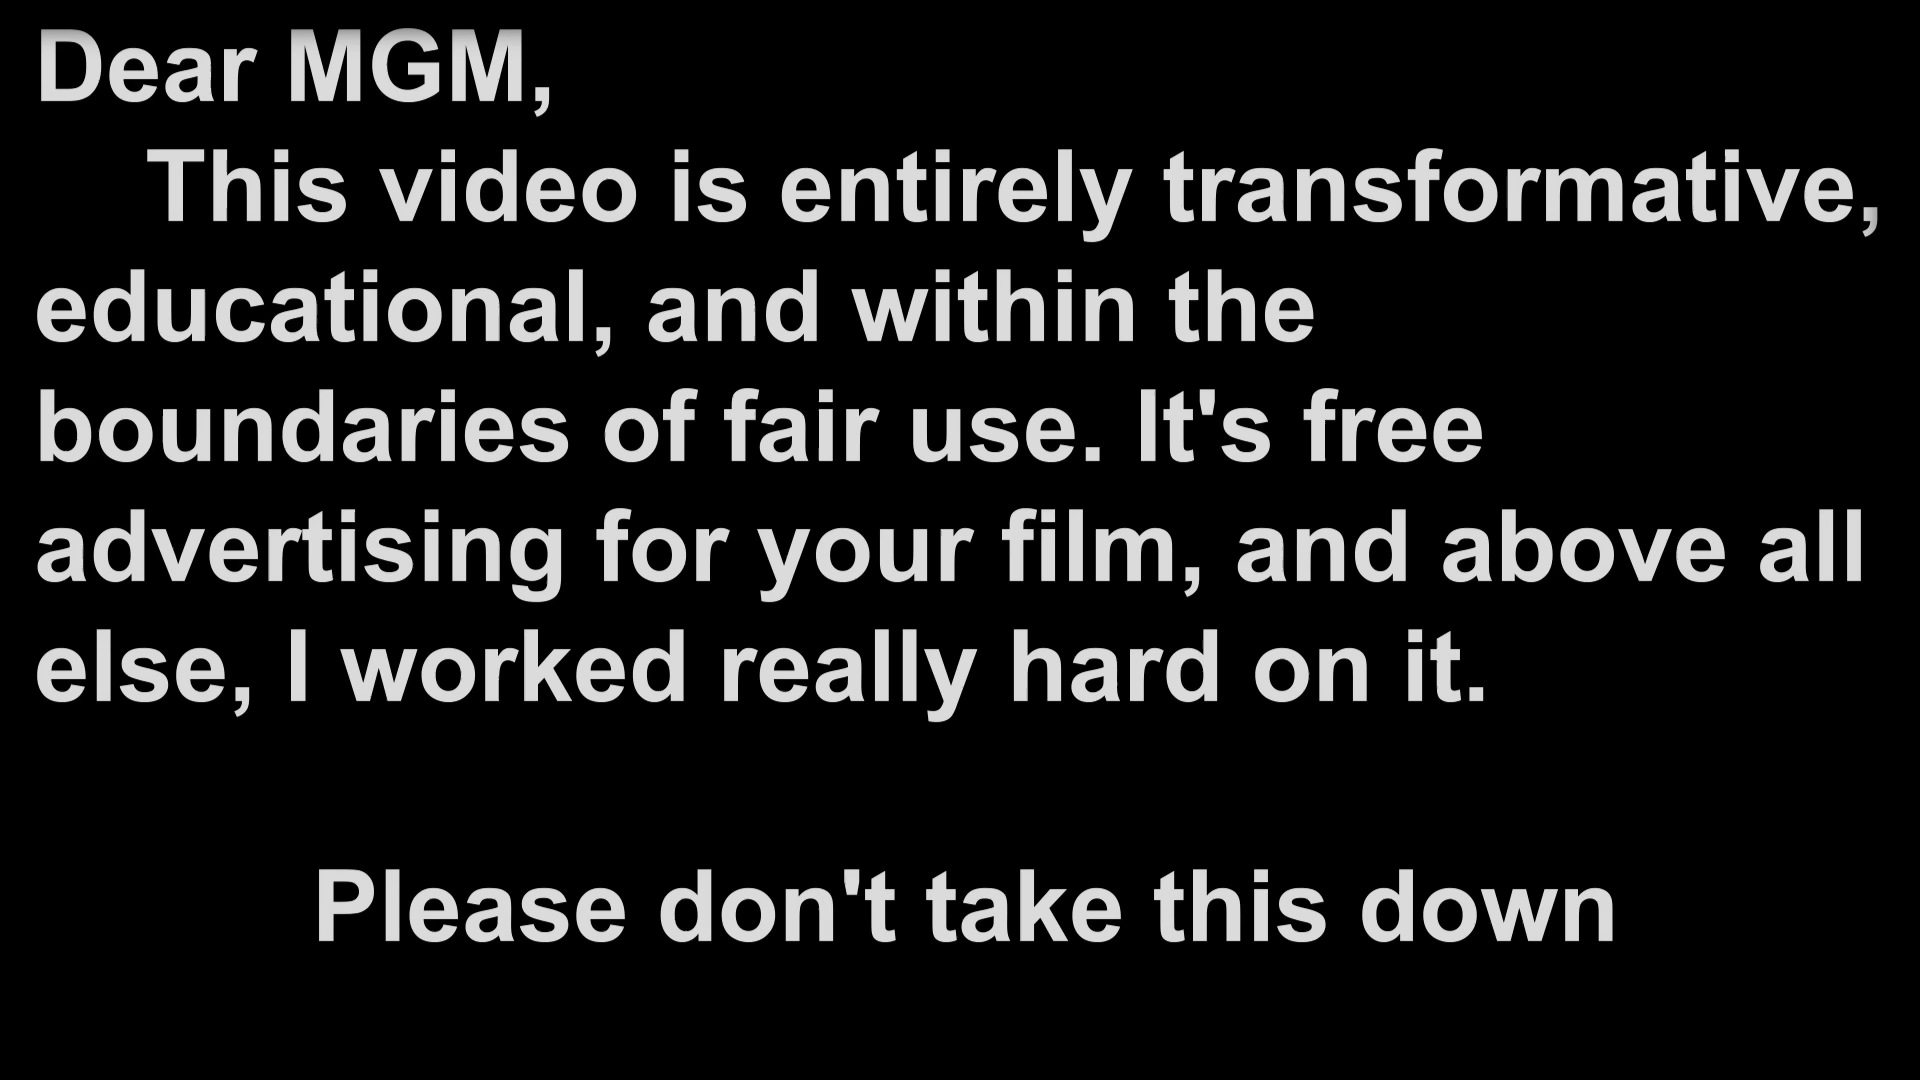 Dear MGM,
This video is entirely transformative,
educational, and within the
boundaries of fair use. It's free
advertising for your film, and above all
else, I worked really hard on it.
Please don't take this down